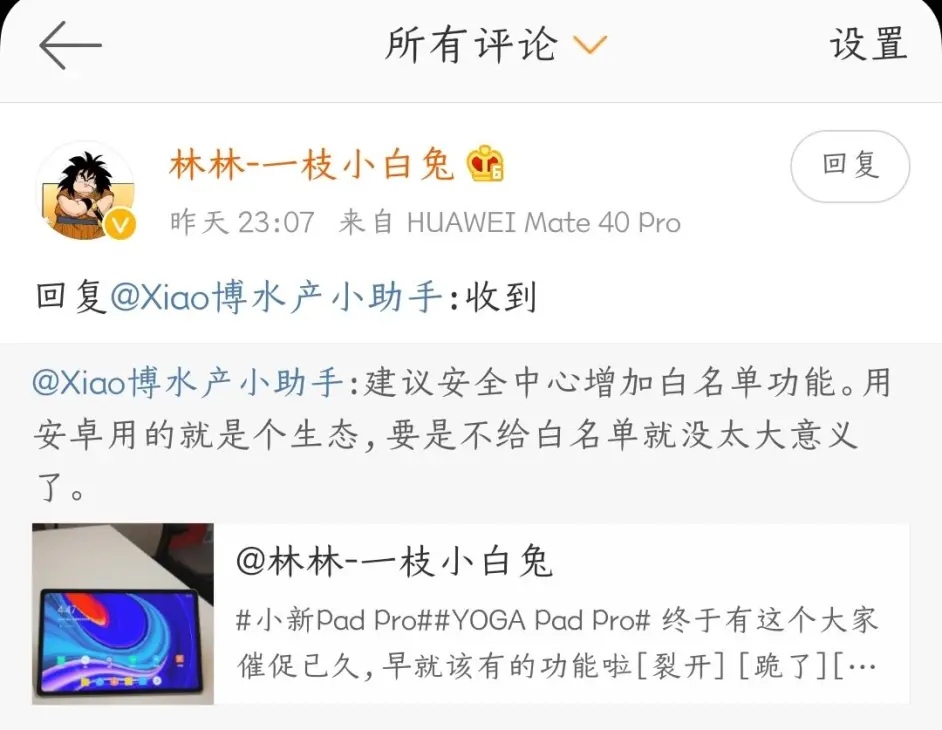 所有评论
设置
林林-一枝小白兔
6
回复
V
昨天 23:07 来自 HUAWEI Mate 40 Pro
回复@Xiao博水产小助手:收到
@Xiao博水产小助手:建议安全中心增加白名单功能。用
安卓用的就是个生态,要是不给白名单就没太大意义
了。
4:47
@林林-一枝小白兔
#小新Pad Pro##YOGA Pad Pro# 终于有这个大家
催促已久,早就该有的功能啦[裂开] [跪了][…